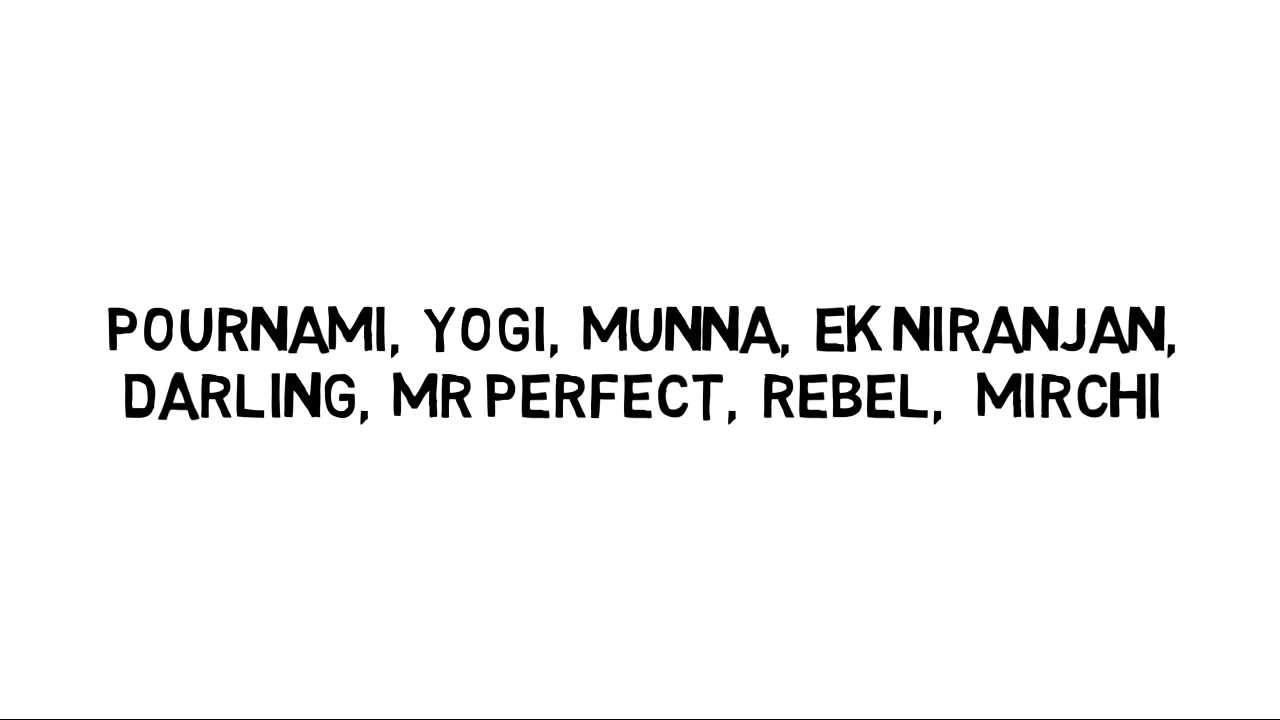 POURNAMI, YOGI, MUNNA, EK NIRANJAN,
DARLING, MR PERFECT, REBEL, MIRCHI